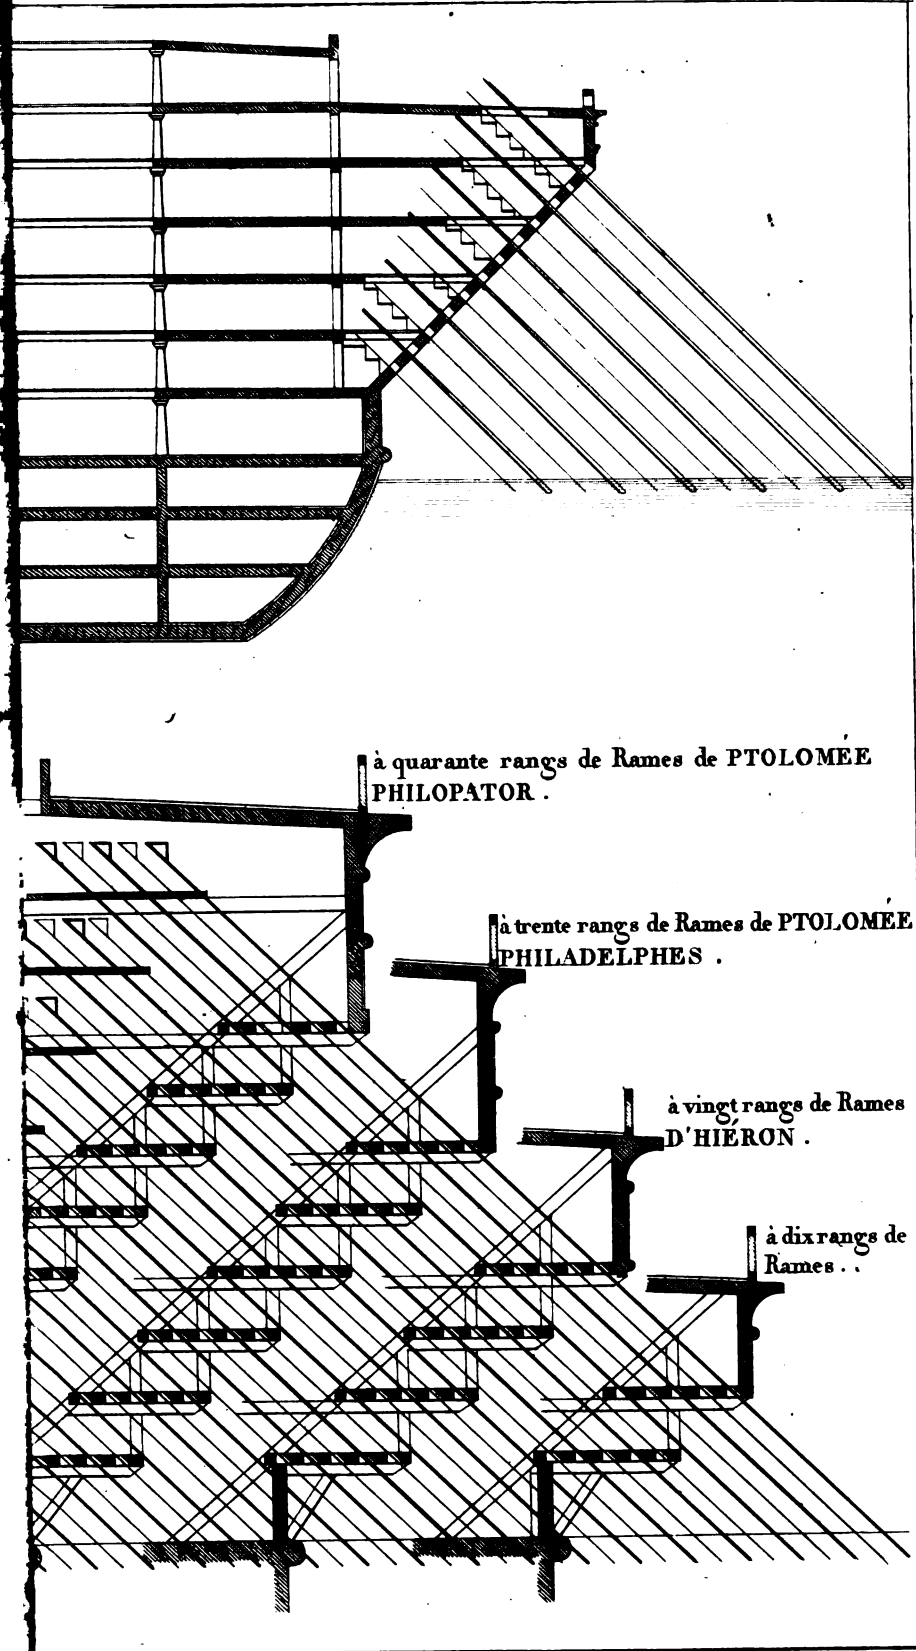 à quarante rangs de Rames de PTOLOMÉE
PHILOPATOR .
à trente rangs de Rames de PTOLOMÉE
PHILADELPHES .
à vingt rangs de Rames
D'HIÉRON .
à dix rangs de
Rames . .